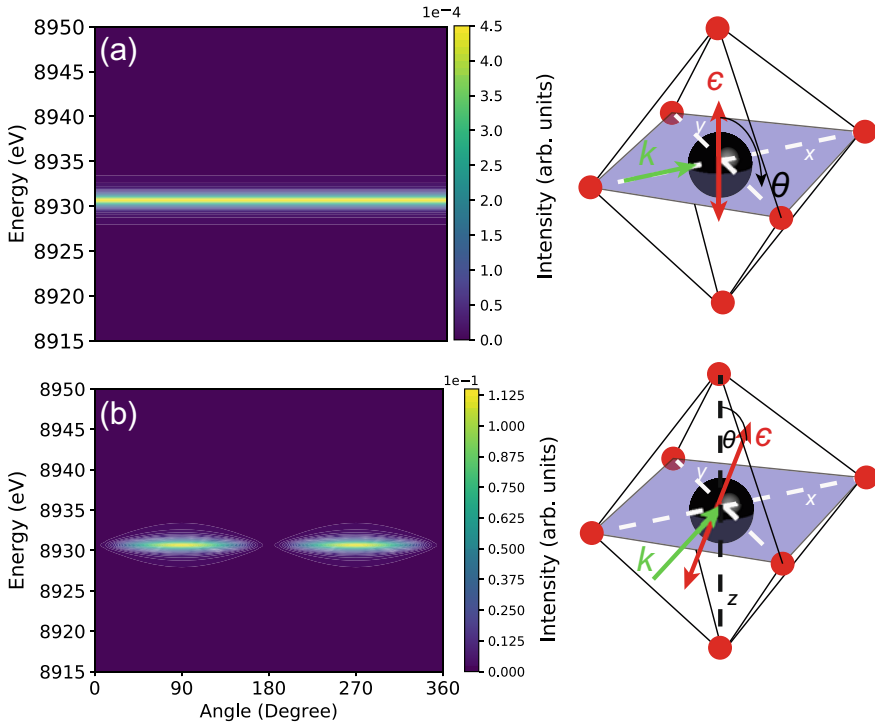 (a)
1e−4
Energy (eV)
8950
8945
8940
8935
8930
8925
8920
8915
4.5
4.0
3.5
3.0
2.5
2.0
1.5
1.0
0.5
0.0
Intensity (arb. units)
ϵ
y
x
k
θ
(b)
1e−1
Energy (eV)
8950
8945
8940
8935
8930
8925
8920
8915
0
90
180
270
360
Angle (Degree)
1.125
1.000
0.875
0.750
0.625
0.500
0.375
0.250
0.125
0.000
Intensity (arb. units)
θ
ϵ
y
x
k
z